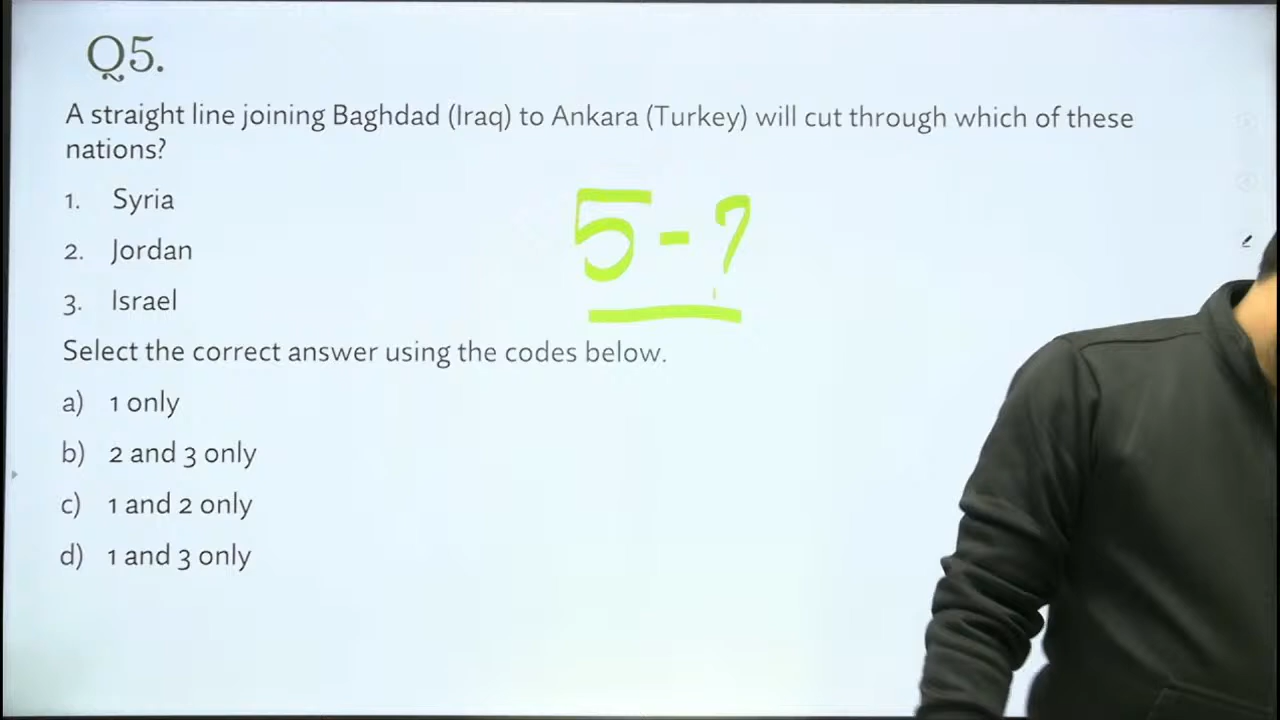 Q5.
A straight line joining Baghdad (Iraq) to Ankara (Turkey) will cut through which of these
nations?
1. Syria
2. Jordan
3. Israel
5-?
Select the correct answer using the codes below.
a) 1 only
b) 2 and 3 only
c) 1 and 2 only
d) 1 and 3 only